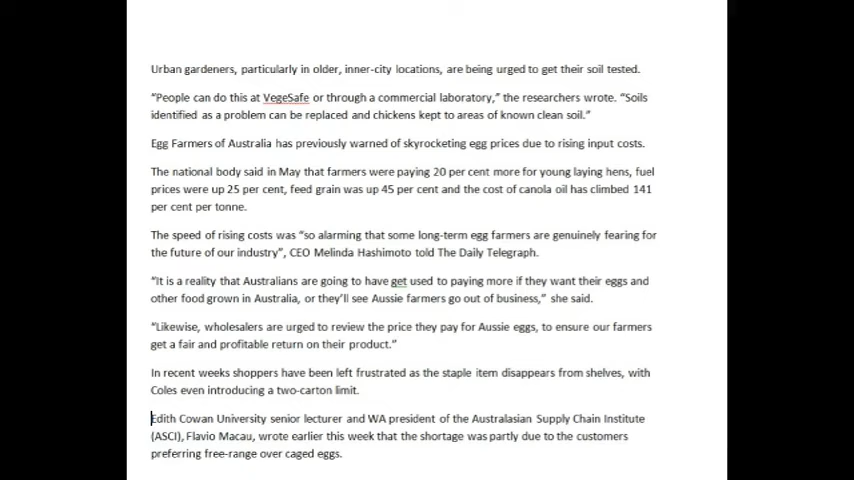 Urban gardeners, particularly in older, inner-city locations, are being urged to get their soil tested.
“People can do this at VegeSafe or through a commercial laboratory,” the researchers wrote. “Soils
identified as a problem can be replaced and chickens kept to areas of known clean soil.”
Egg Farmers of Australia has previously warned of skyrocketing egg prices due to rising input costs.
The national body said in May that farmers were paying 20 per cent more for young laying hens, fuel
prices were up 25 per cent, feed grain was up 45 per cent and the cost of canola oil has climbed 141
per cent per tonne.
The speed of rising costs was “so alarming that some long-term egg farmers are genuinely fearing for
the future of our industry”, CEO Melinda Hashimoto told The Daily Telegraph.
“It is a reality that Australians are going to have get used to paying more if they want their eggs and
other food grown in Australia, or they’ll see Aussie farmers go out of business,” she said.
“Likewise, wholesalers are urged to review the price they pay for Aussie eggs, to ensure our farmers
get a fair and profitable return on their product.”
In recent weeks shoppers have been left frustrated as the staple item disappears from shelves, with
Coles even introducing a two-carton limit.
Edith Cowan University senior lecturer and WA president of the Australasian Supply Chain Institute
(ASCI), Flavio Macau, wrote earlier this week that the shortage was partly due to the customers
preferring free-range over caged eggs.